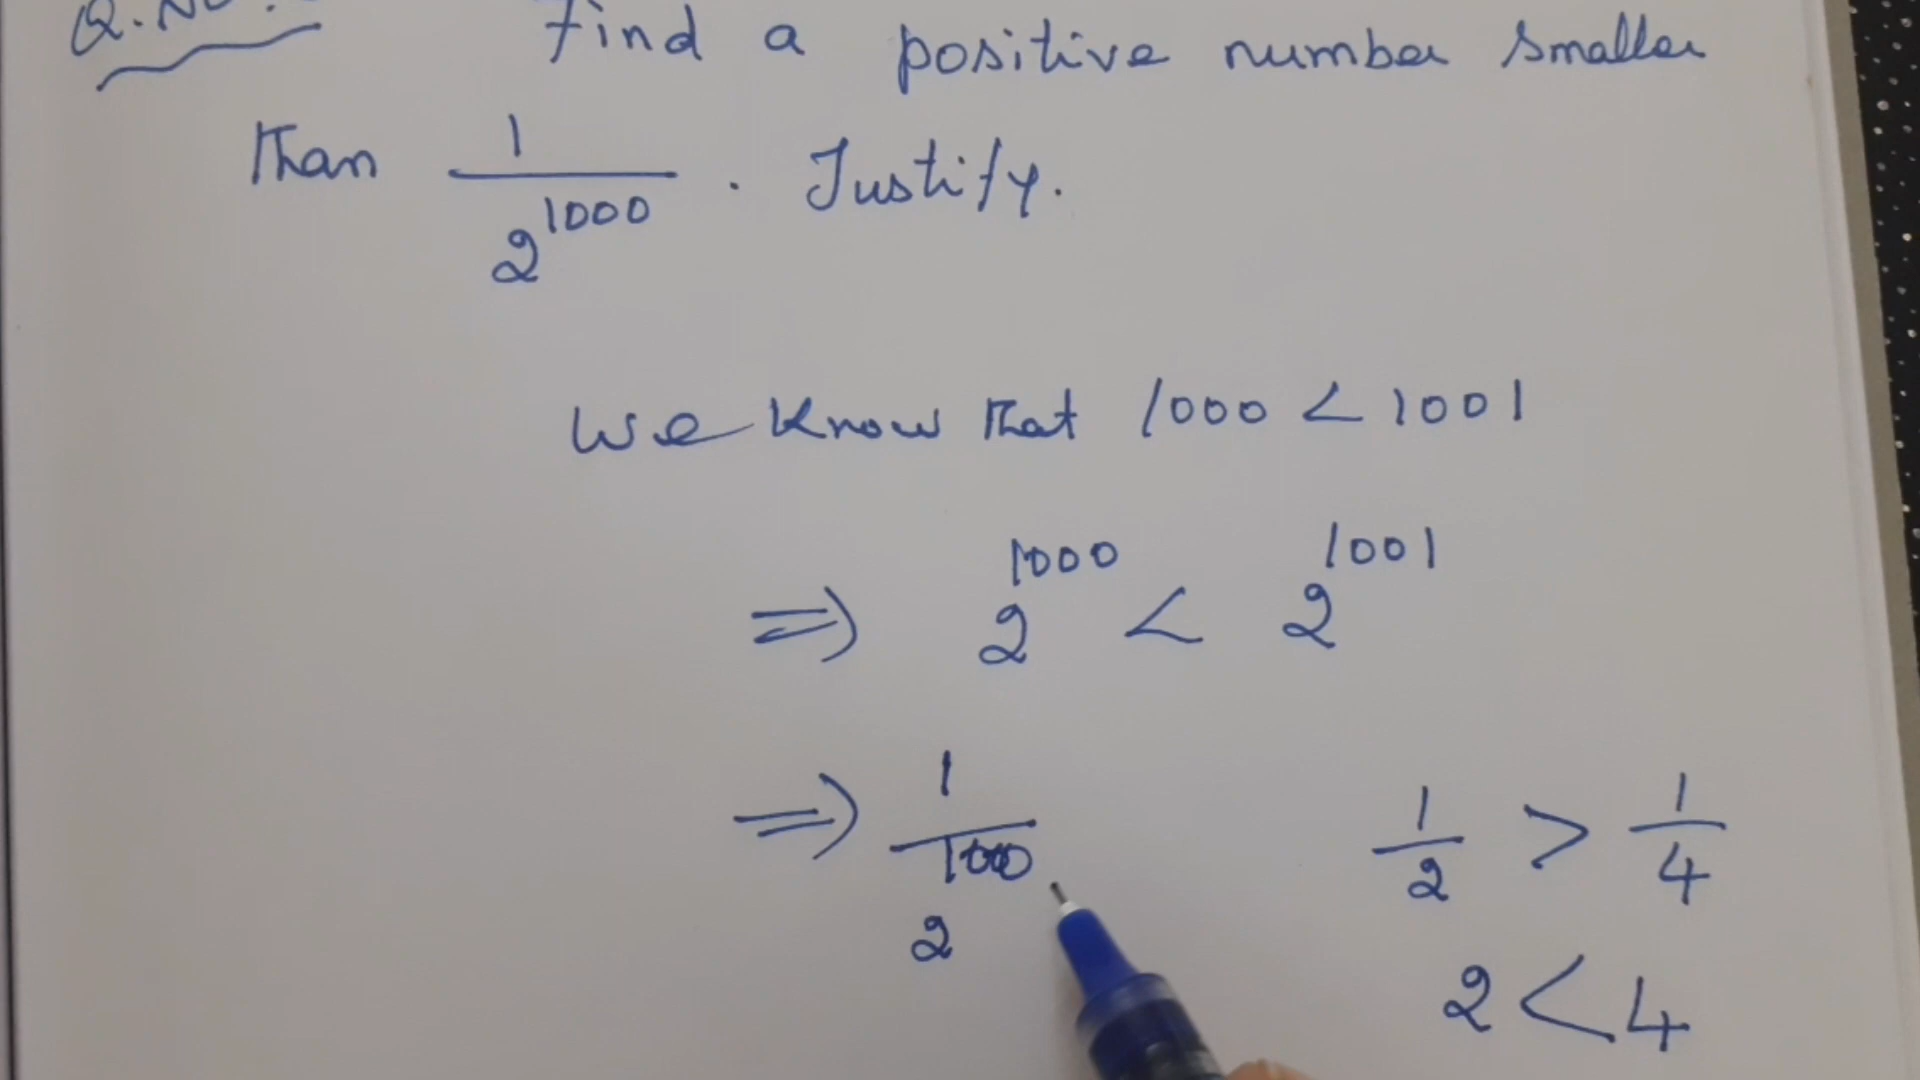 Q.No.
Find a positive number smaller
than 1/2^1000 . Justify.
We know that 1000 < 1001
⇒ 2^1000 < 2^1001
⇒ 1/2^1000
1/2 > 1/4
2 < 4